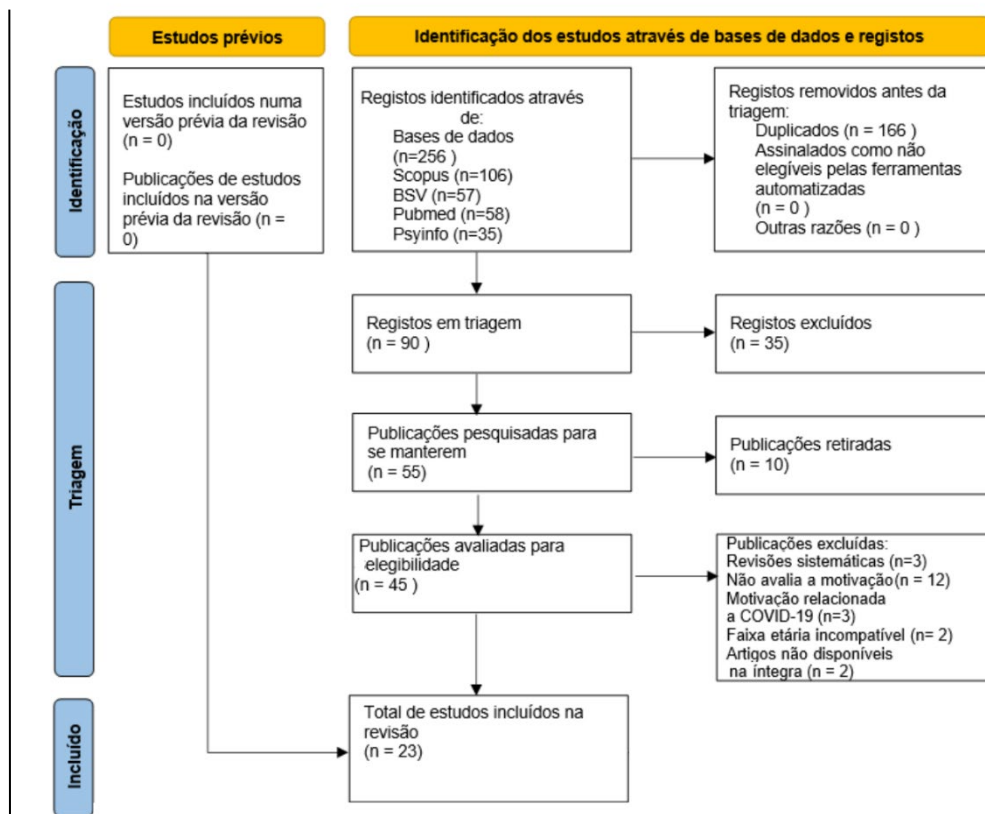 Estudos prévios
Identificação dos estudos através de bases de dados e registos
Identificação
Estudos incluídos numa
versão prévia da revisão
(n = 0)
Publicações de estudos
incluídos na versão
prévia da revisão (n =
0)
Registos identificados através
de:
Bases de dados
(n=256 )
Scopus (n=106)
BSV (n=57)
Pubmed (n=58)
Psyinfo (n=35)
Registos removidos antes da
triagem:
Duplicados (n = 166 )
Assinalados como não
elegíveis pelas ferramentas
automatizadas
(n = 0 )
Outras razões (n = 0 )
Triagem
Registos em triagem
(n = 90 )
Registos excluídos
(n = 35)
Publicações pesquisadas para
se manterem
(n = 55)
Publicações retiradas
(n = 10)
Publicações avaliadas para
elegibilidade
(n = 45 )
Publicações excluídas:
Revisões sistemáticas (n=3)
Não avalia a motivação(n = 12)
Motivação relacionada
a COVID-19 (n=3)
Faixa etária incompatível (n= 2)
Artigos não disponíveis
na íntegra (n = 2)
Incluído
Total de estudos incluídos na
revisão
(n = 23)